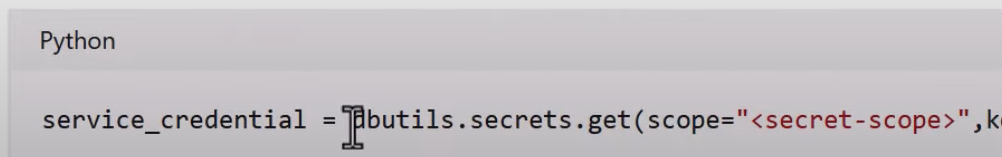 Python
service_credential = dbutils.secrets.get(scope="<secret-scope>",k